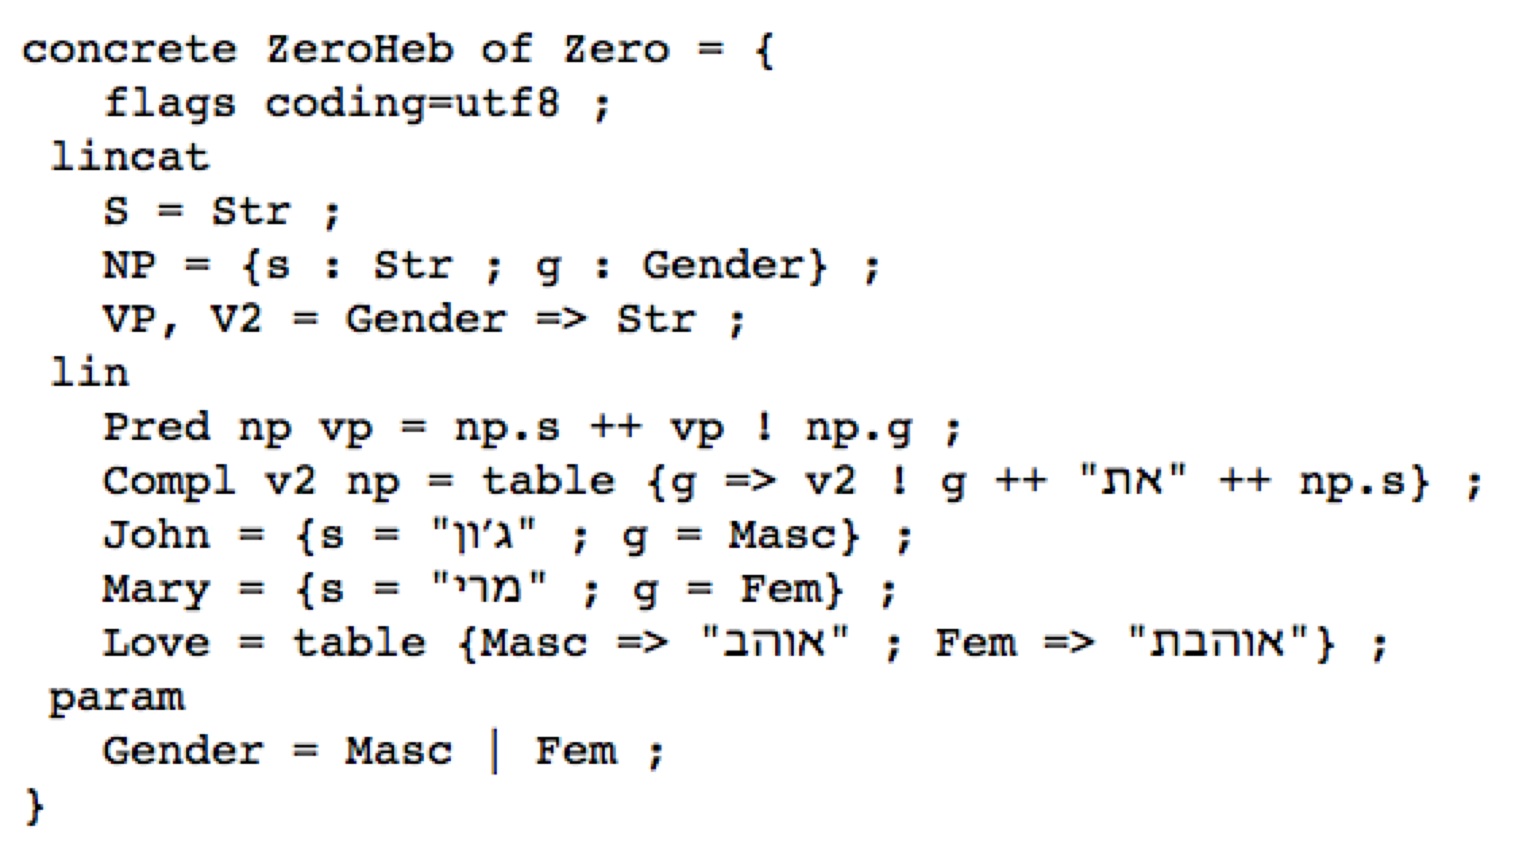 concrete ZeroHeb of Zero = {
flags coding=utf8 ;
lincat
S = Str ;
NP = {s : Str ; g : Gender} ;
VP, V2 = Gender => Str ;
lin
Pred np vp = np.s ++ vp ! np.g ;
Compl v2 np = table {g => v2 ! g ++ "את" ++ np.s} ;
John = {s = "ג׳ון" ; g = Masc} ;
Mary = {s = "מרי" ; g = Fem} ;
Love = table {Masc => "אוהב" ; Fem => "אוהבת"} ;
param
Gender = Masc | Fem ;
}